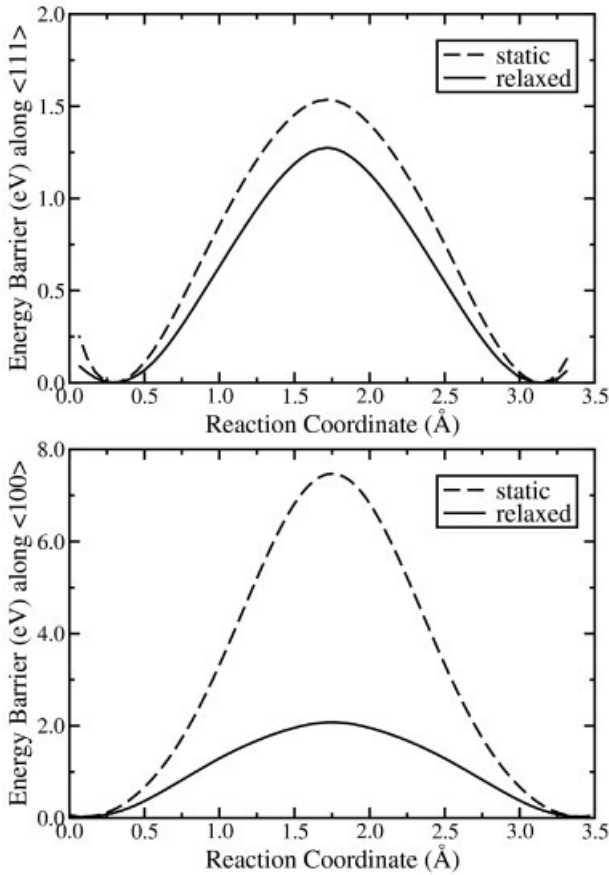 Energy Barrier (eV) along <111>
2.0
1.5
1.0
0.5
0.0
static
relaxed
0.0 0.5 1.0 1.5 2.0 2.5 3.0 3.5
Reaction Coordinate (Å)
Energy Barrier (eV) along <100>
8.0
6.0
4.0
2.0
0.0
static
relaxed
0.0 0.5 1.0 1.5 2.0 2.5 3.0 3.5
Reaction Coordinate (Å)